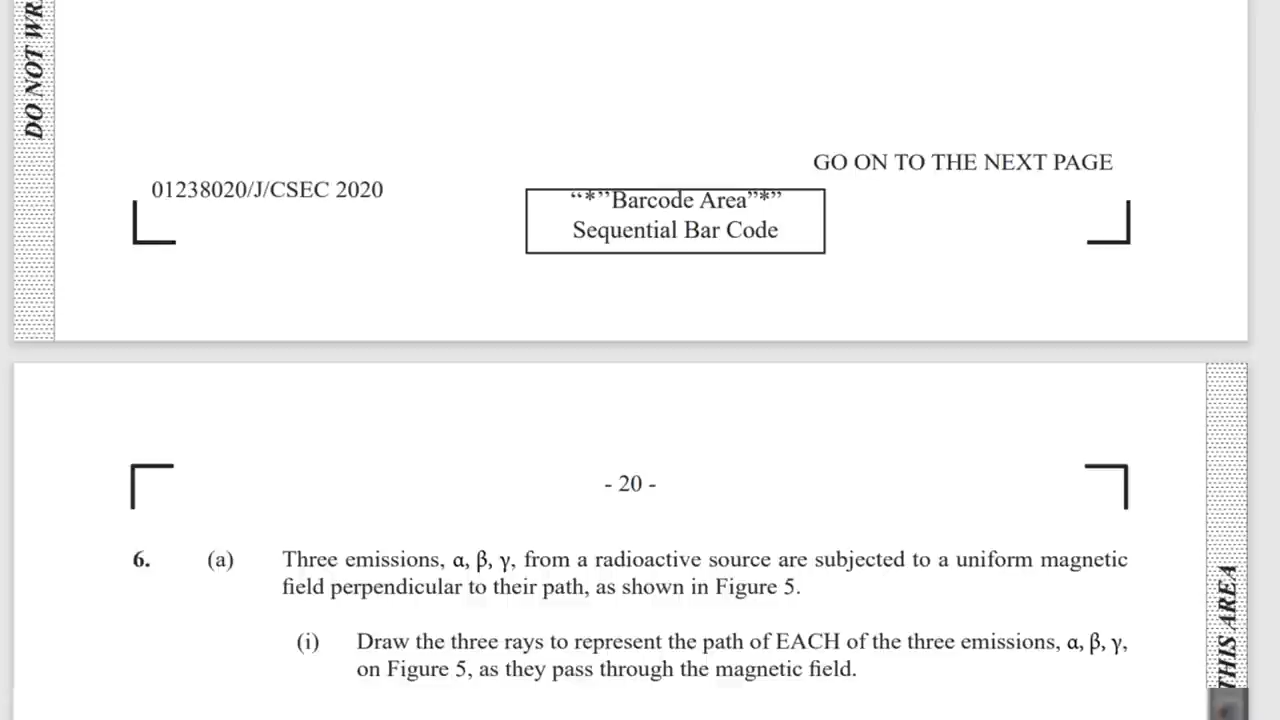 DO NOT WR
GO ON TO THE NEXT PAGE
01238020/J/CSEC 2020
“*”Barcode Area”*”
Sequential Bar Code
- 20 -
6. (a) Three emissions, α, β, γ, from a radioactive source are subjected to a uniform magnetic
field perpendicular to their path, as shown in Figure 5.
(i) Draw the three rays to represent the path of EACH of the three emissions, α, β, γ,
on Figure 5, as they pass through the magnetic field.
THIS AREA